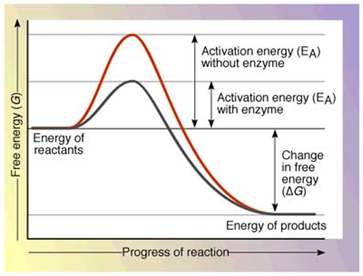 Free energy (G)
Activation energy (EA)
without enzyme
Activation energy (EA)
with enzyme
Energy of
reactants
Change
in free
energy
(ΔG)
Energy of products
Progress of reaction